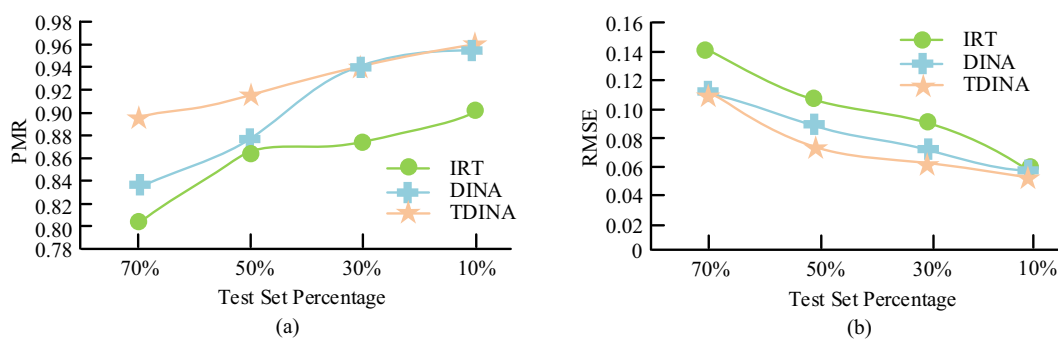 0.98
0.96
0.94
0.92
0.90
0.88
0.86
0.84
0.82
0.80
0.78
PMR
IRT
DINA
TDINA
70% 50% 30% 10%
Test Set Percentage
(a)
0.16
0.14
0.12
0.10
0.08
0.06
0.04
0.02
0
RMSE
IRT
DINA
TDINA
70% 50% 30% 10%
Test Set Percentage
(b)